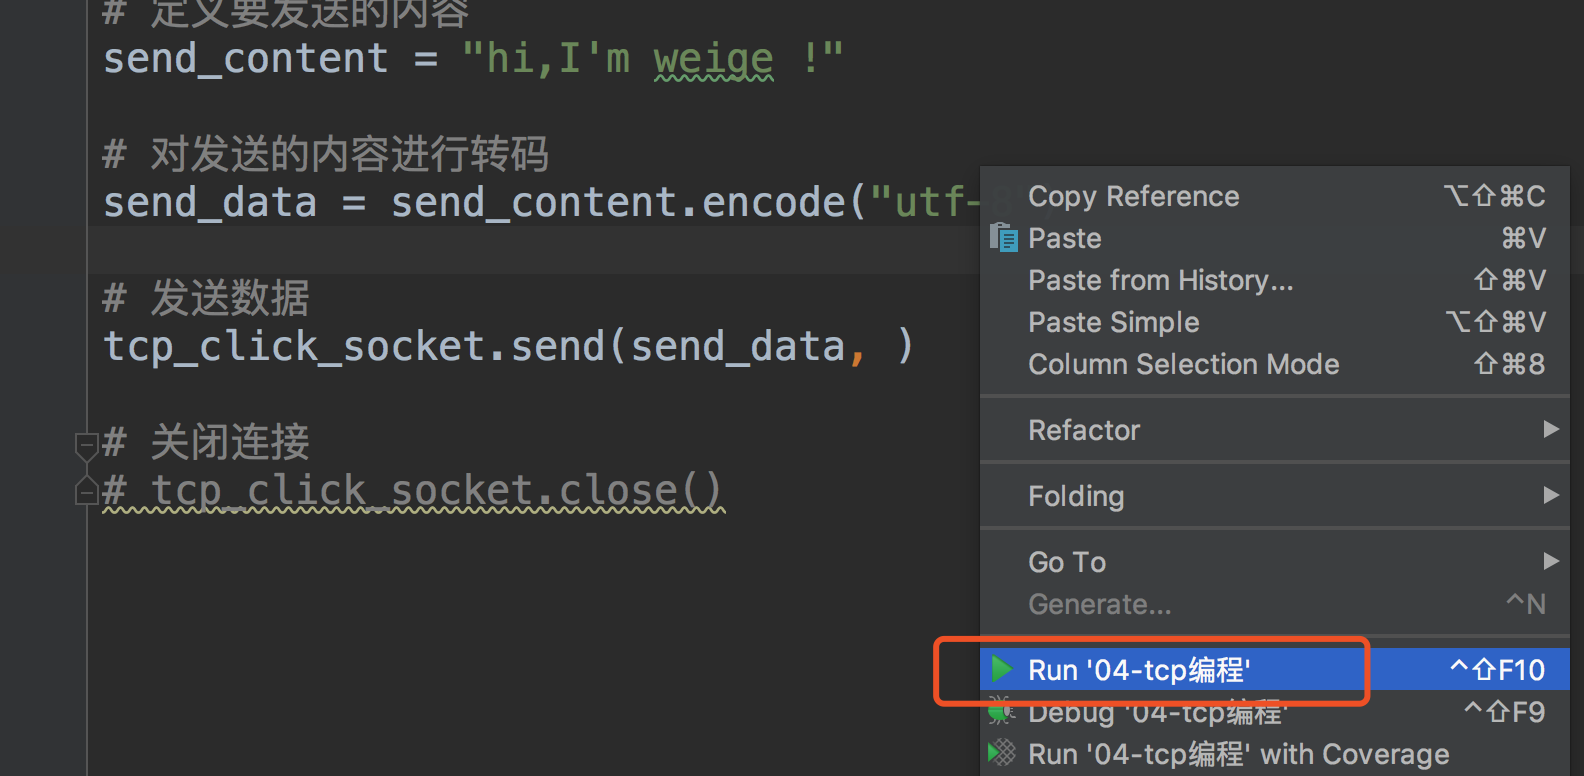 # 定义要发送的内容
send_content = "hi,I'm weige !"
# 对发送的内容进行转码
send_data = send_content.encode("utf-
# 发送数据
tcp_click_socket.send(send_data, )
# 关闭连接
# tcp_click_socket.close()
Copy Reference ⌥⇧⌘C
Paste ⌘V
Paste from History... ⇧⌘V
Paste Simple ⌥⇧⌘V
Column Selection Mode ⇧⌘8
Refactor
Folding
Go To
Generate... ^N
Run '04-tcp编程' ^⇧F10
Debug '04-tcp编程' ^⇧F9
Run '04-tcp编程' with Coverage